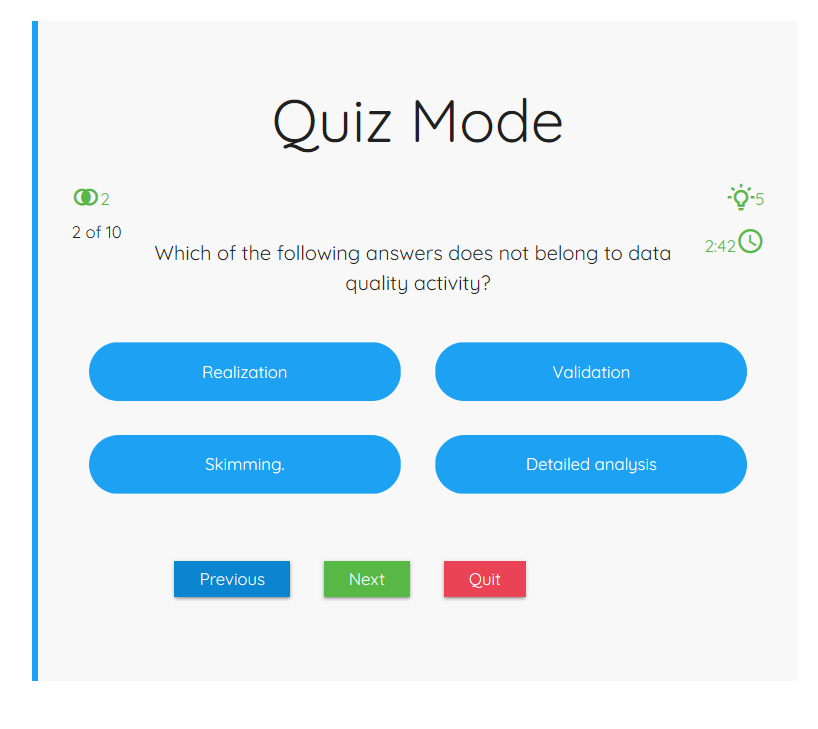 Quiz Mode
2
5
2 of 10
2:42
Which of the following answers does not belong to data
quality activity?
Realization
Validation
Skimming.
Detailed analysis
Previous
Next
Quit